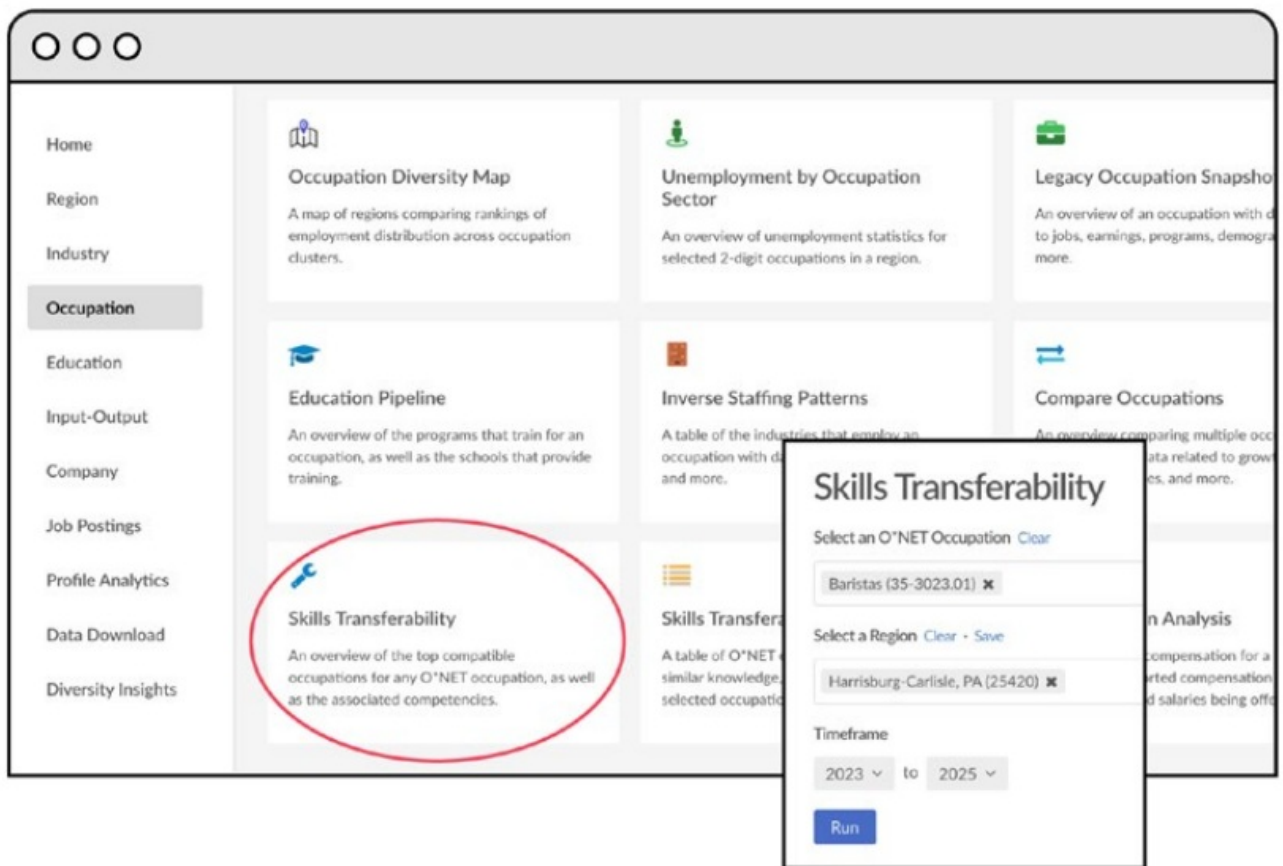 Home
Region
Industry
Occupation
Education
Input-Output
Company
Job Postings
Profile Analytics
Data Download
Diversity Insights
Occupation Diversity Map
A map of regions comparing rankings of
employment distribution across occupation
clusters.
Unemployment by Occupation
Sector
An overview of unemployment statistics for
selected 2-digit occupations in a region.
Legacy Occupation Snapsho
An overview of an occupation with d
to jobs, earnings, programs, demogra
more.
Education Pipeline
An overview of the programs that train for an
occupation, as well as the schools that provide
training.
Inverse Staffing Patterns
A table of the industries that employ an
occupation with da
and more.
Compare Occupations
An overview comparing multiple occ
ata related to grow
es, and more.
Skills Transferability
An overview of the top compatible
occupations for any O*NET occupation, as well
as the associated competencies.
Skills Transfera
A table of O*NET
similar knowledge,
selected occupatio
n Analysis
compensation for a
rted compensation
d salaries being offe
Skills Transferability
Select an O*NET Occupation Clear
Baristas (35-3023.01) ✖
Select a Region Clear · Save
Harrisburg-Carlisle, PA (25420) ✖
Timeframe
2023 to 2025
Run